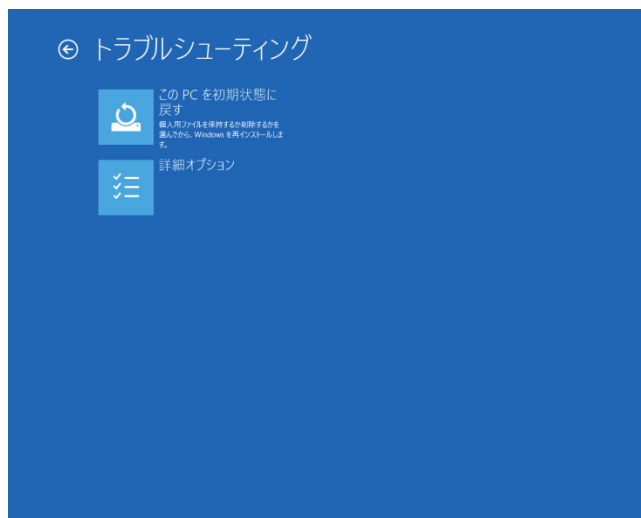 トラブルシューティング
この PC を初期状態に
戻す
個人用ファイルを保持するか削除するかを
選んでから、Windows を再インストールしま
す。
詳細オプション